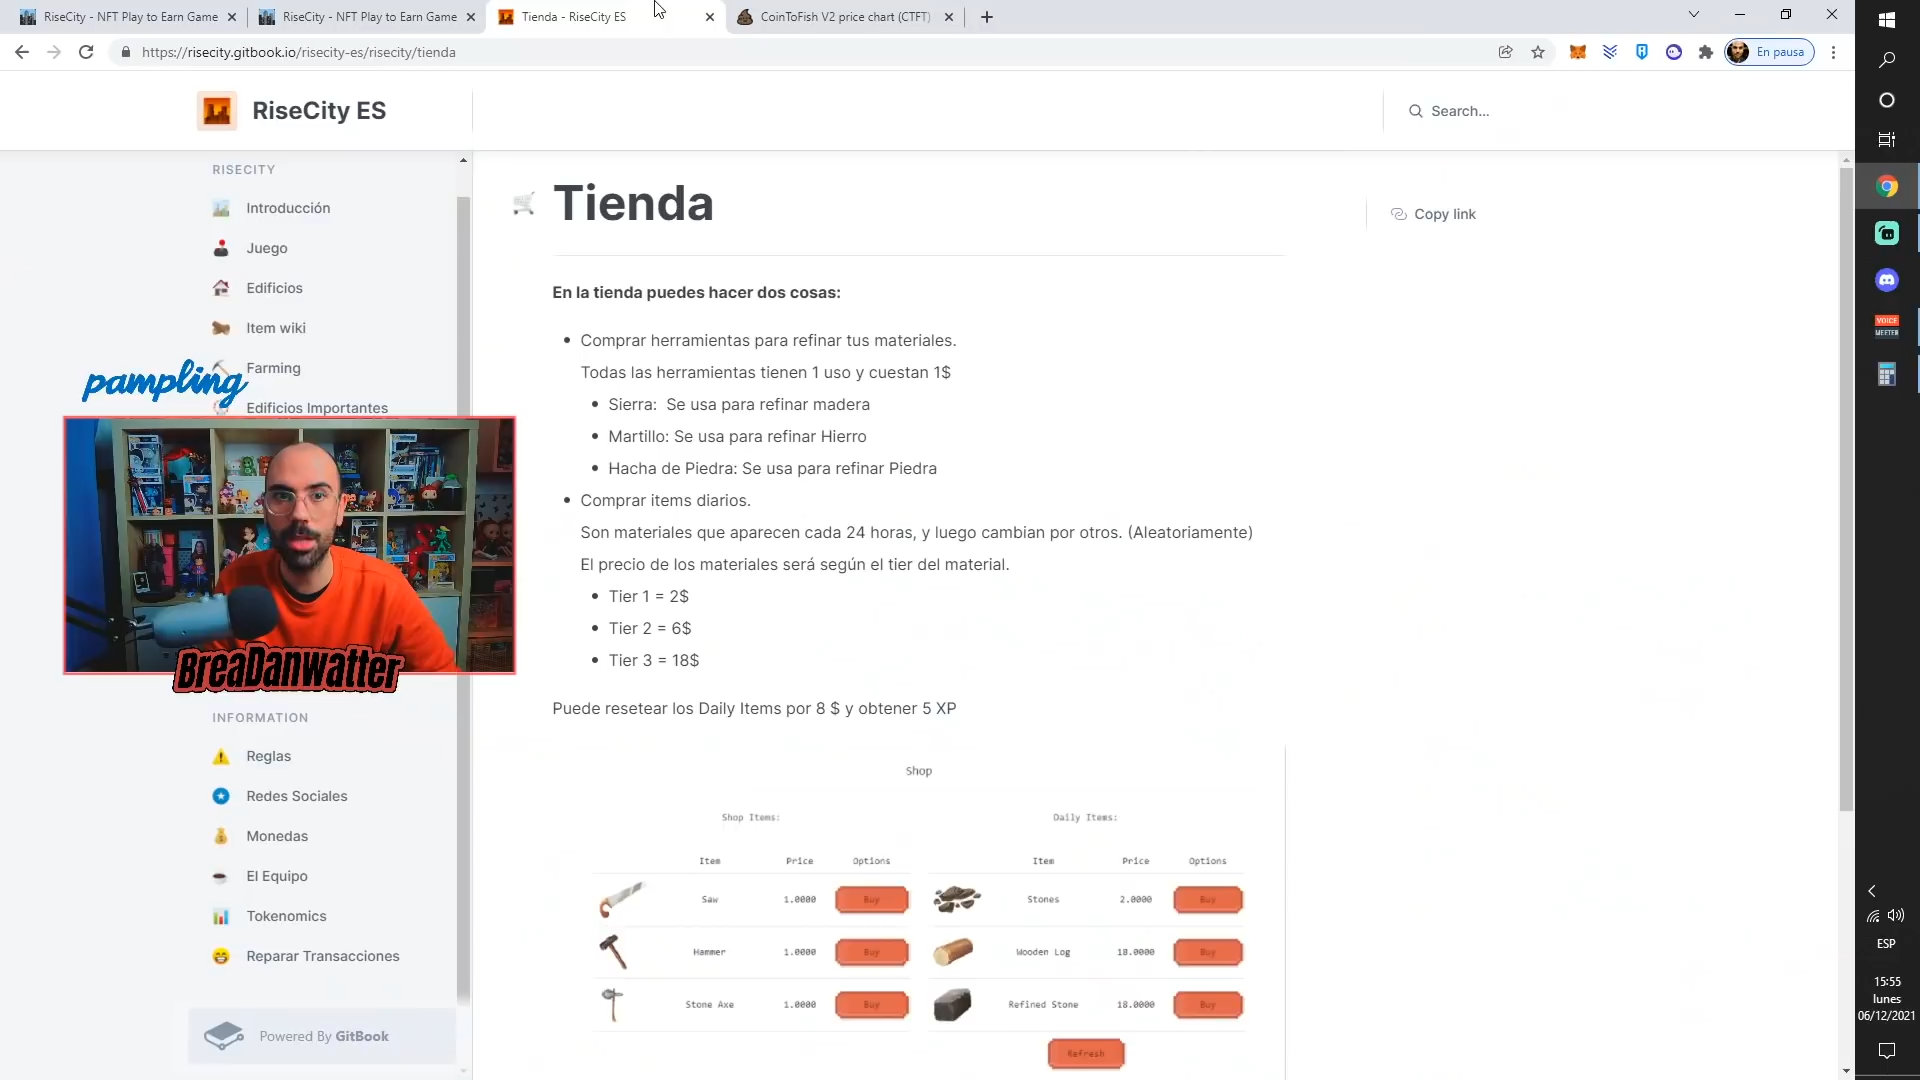 RiseCity - NFT Play to Earn Game
RiseCity - NFT Play to Earn Game
Tienda - RiseCity ES
CoinToFish V2 price chart (CTFT)
https://risecity.gitbook.io/risecity-es/risecity/tienda
En pausa
RiseCity ES
Search...
RISECITY
Introducción
Juego
Edificios
Item wiki
Farming
Edificios Importantes
pampling
BreaDanwatter
INFORMATION
Reglas
Redes Sociales
Monedas
El Equipo
Tokenomics
Reparar Transacciones
Powered By GitBook
Tienda
Copy link
En la tienda puedes hacer dos cosas:
Comprar herramientas para refinar tus materiales.
Todas las herramientas tienen 1 uso y cuestan 1$
Sierra: Se usa para refinar madera
Martillo: Se usa para refinar Hierro
Hacha de Piedra: Se usa para refinar Piedra
Comprar items diarios.
Son materiales que aparecen cada 24 horas, y luego cambian por otros. (Aleatoriamente)
El precio de los materiales será según el tier del material.
Tier 1 = 2$
Tier 2 = 6$
Tier 3 = 18$
Puede resetear los Daily Items por 8 $ y obtener 5 XP
Shop
Shop Items: Daily Items:
Item Price Options Item Price Options
Saw 1.0000 Buy Stones 2.0000 Buy
Hammer 1.0000 Buy Wooden Log 18.0000 Buy
Stone Axe 1.0000 Buy Refined Stone 18.0000 Buy
Refresh
VOICE
MEETER
ESP
15:55
lunes
06/12/2021